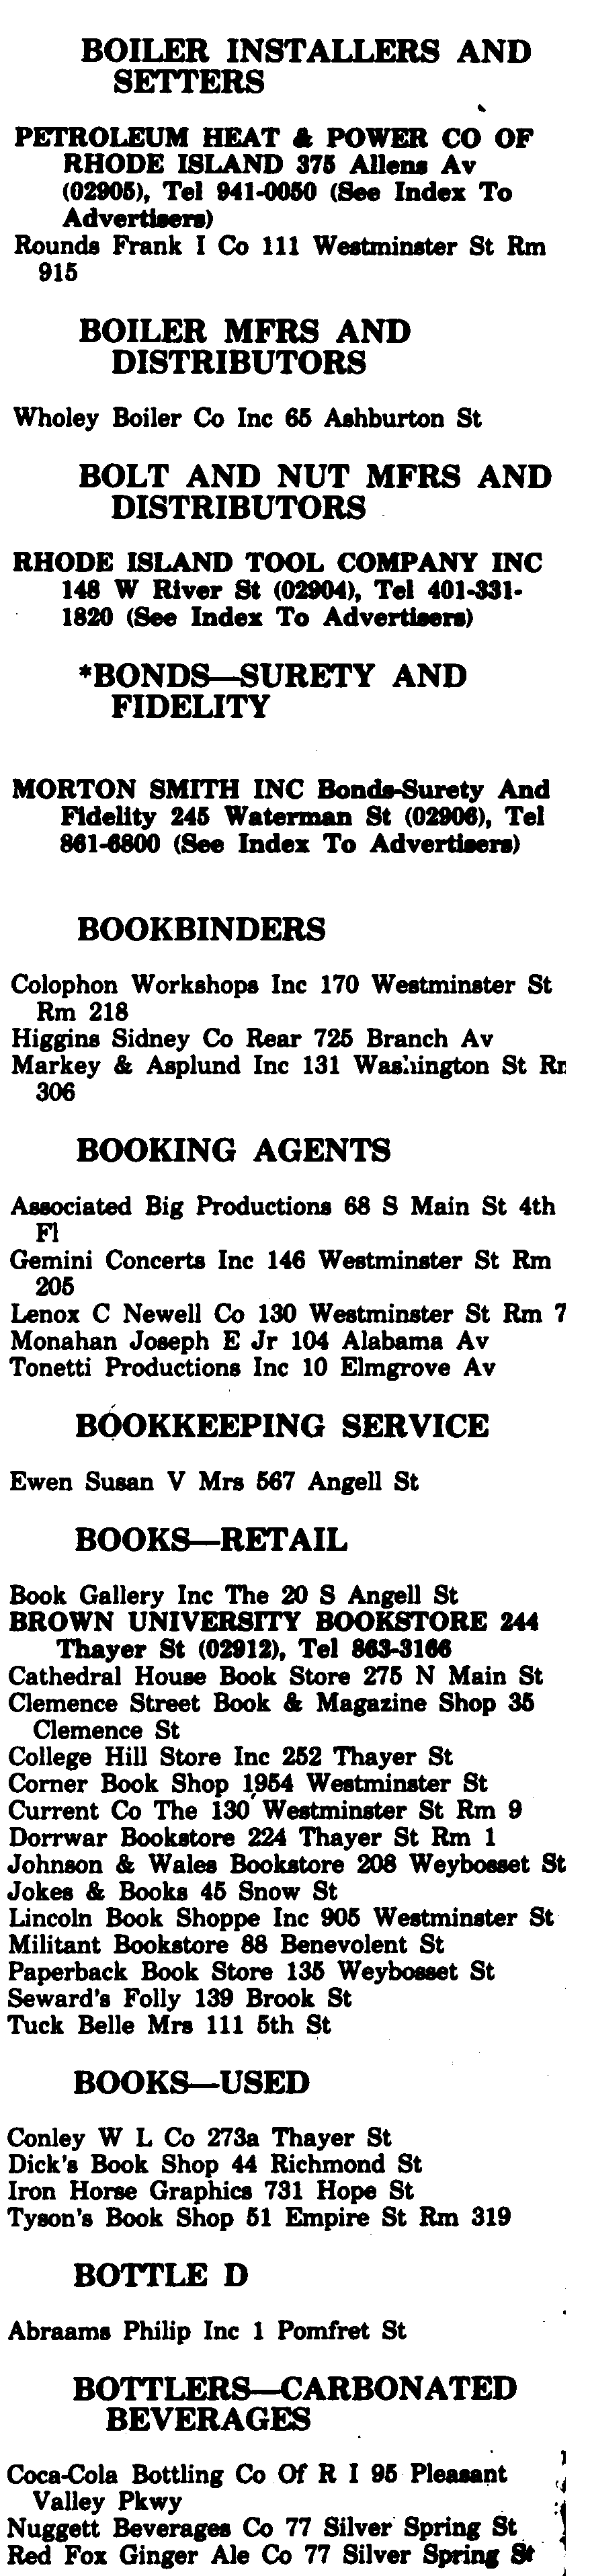 BOILER INSTALLERS AND
SETTERS
PETROLEUM HEAT & POWER CO OF
RHODE ISLAND 375 Allens Av
(02905), Tel 941-0050 (See Index To
Advertisers)
Rounds Frank I Co 111 Westminster St Rm
915
BOILER MFRS AND
DISTRIBUTORS
Wholey Boiler Co Inc 65 Ashburton St
BOLT AND NUT MFRS AND
DISTRIBUTORS
RHODE ISLAND TOOL COMPANY INC
148 W River St (02904), Tel 401-331-
1820 (See Index To Advertisers)
*BONDS—SURETY AND
FIDELITY
MORTON SMITH INC Bonds-Surety And
Fidelity 245 Waterman St (02906), Tel
861-6800 (See Index To Advertisers)
BOOKBINDERS
Colophon Workshops Inc 170 Westminster St
Rm 218
Higgins Sidney Co Rear 725 Branch Av
Markey & Asplund Inc 131 Washington St
306
BOOKING AGENTS
Associated Big Productions 68 S Main St 4th
Fl
Gemini Concerts Inc 146 Westminster St Rm
205
Lenox C Newell Co 130 Westminster St Rm 7
Monahan Joseph E Jr 104 Alabama Av
Tonetti Productions Inc 10 Elmgrove Av
BOOKKEEPING SERVICE
Ewen Susan V Mrs 567 Angell St
BOOKS—RETAIL
Book Gallery Inc The 20 S Angell St
BROWN UNIVERSITY BOOKSTORE 244
Thayer St (02912), Tel 863-3166
Cathedral House Book Store 275 N Main St
Clemence Street Book & Magazine Shop 35
Clemence St
College Hill Store Inc 252 Thayer St
Corner Book Shop 1954 Westminster St
Current Co The 130 Westminster St Rm 9
Dorrwar Bookstore 224 Thayer St Rm 1
Johnson & Wales Bookstore 208 Weybosset St
Jokes & Books 45 Snow St
Lincoln Book Shoppe Inc 905 Westminster St
Militant Bookstore 88 Benevolent St
Paperback Book Store 135 Weybosset St
Seward's Folly 139 Brook St
Tuck Belle Mrs 111 5th St
BOOKS—USED
Conley W L Co 273a Thayer St
Dick's Book Shop 44 Richmond St
Iron Horse Graphics 731 Hope St
Tyson's Book Shop 51 Empire St Rm 319
BOTTLE D
Abraams Philip Inc 1 Pomfret St
BOTTLERS—CARBONATED
BEVERAGES
Coca-Cola Bottling Co Of R I 95 Pleasant
Valley Pkwy
Nuggett Beverages Co 77 Silver Spring St
Red Fox Ginger Ale Co 77 Silver Spring St